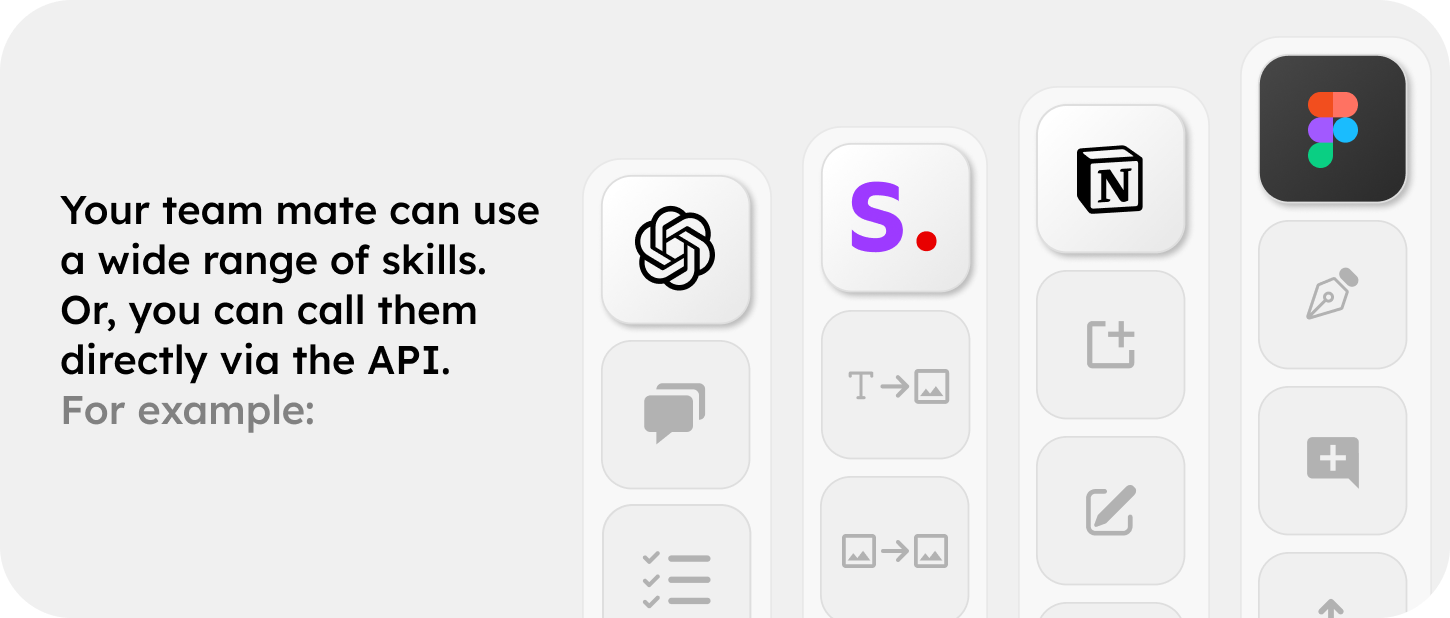 Your team mate can use
a wide range of skills.
Or, you can call them
directly via the API.
For example:
S.
N
T